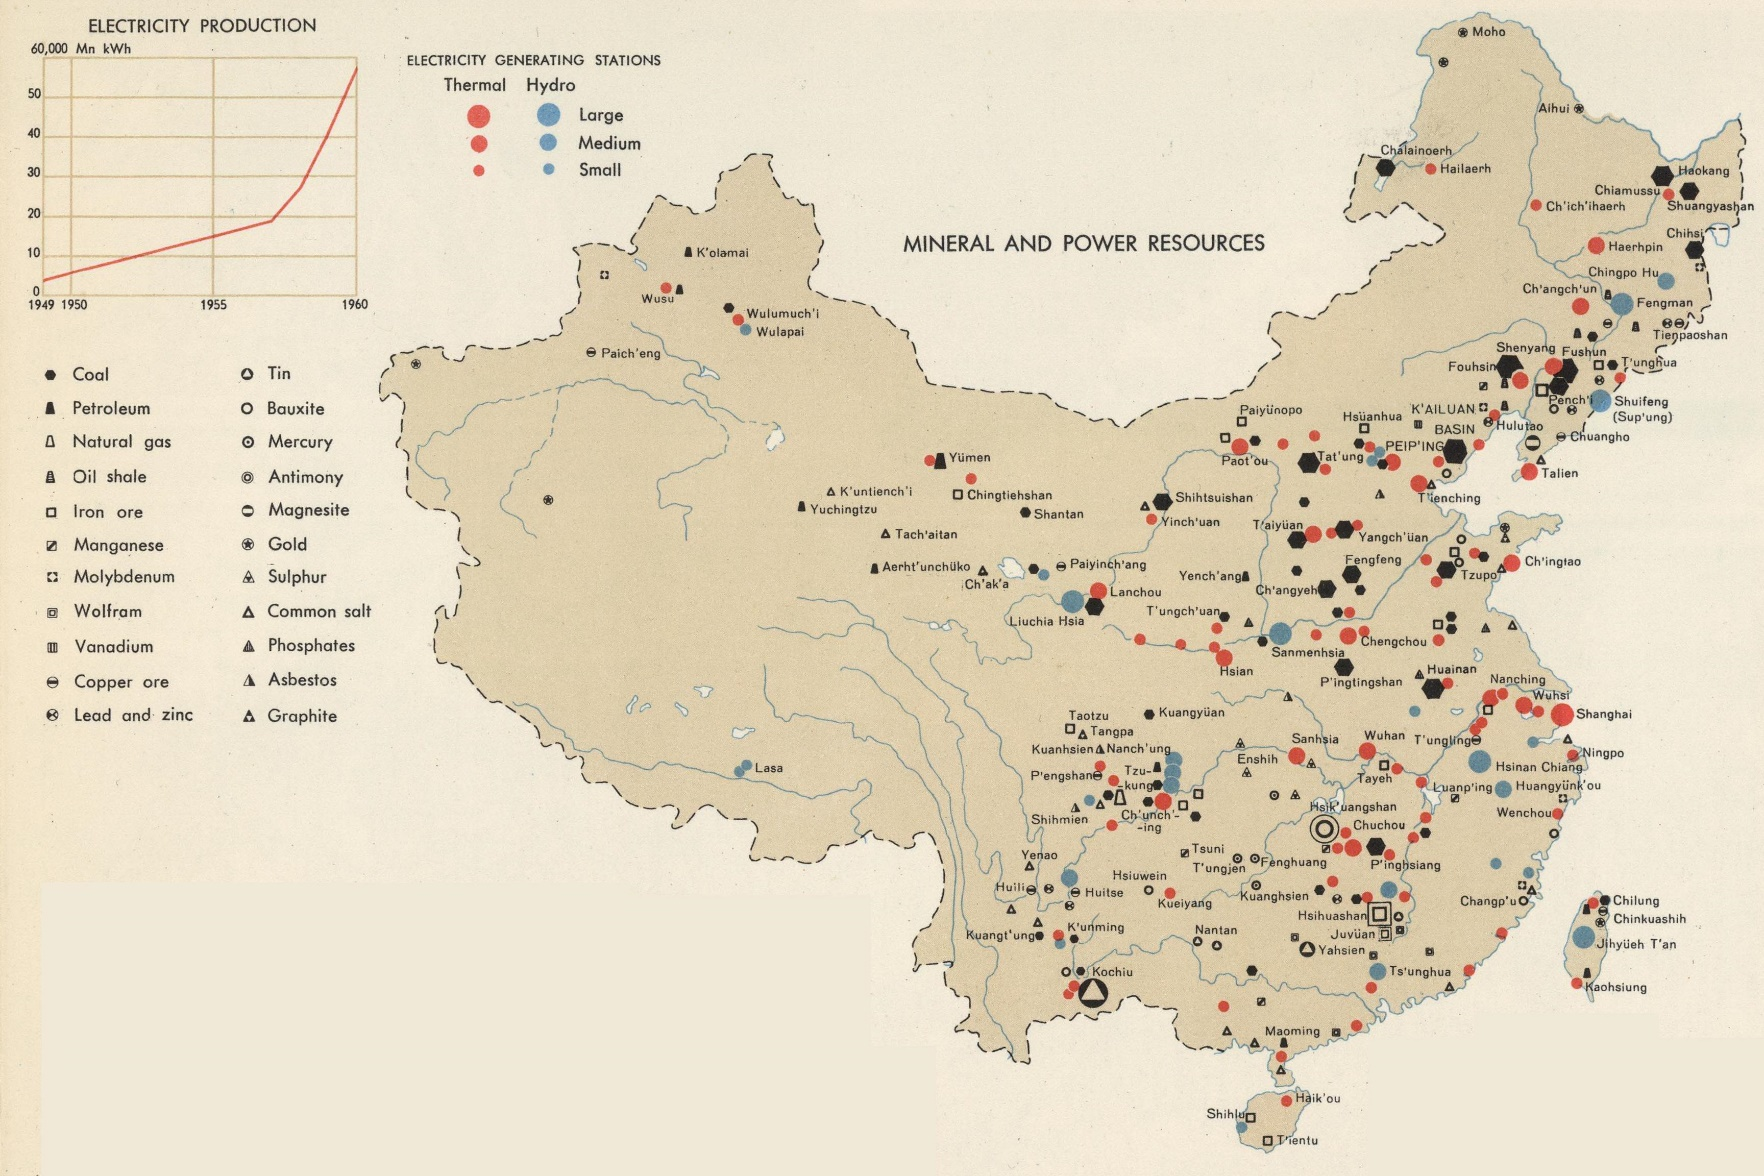 ELECTRICITY PRODUCTION
60,000 Mn kWh
50
40
30
20
10
0
1949 1950 1955 1960
ELECTRICITY GENERATING STATIONS
Thermal Hydro
Large
Medium
Small
MINERAL AND POWER RESOURCES
Coal
Petroleum
Natural gas
Oil shale
Iron ore
Manganese
Molybdenum
Wolfram
Vanadium
Copper ore
Lead and zinc
Tin
Bauxite
Mercury
Antimony
Magnesite
Gold
Sulphur
Common salt
Phosphates
Asbestos
Graphite
Moho
Aihui
Chalainoerh
Hailaerh
Haokang
Chiamussu
Shuangyashan
Ch'ich'ihaerh
Chihsi
Haerhpin
Chingpo Hu
Ch'angch'un
Fengman
Tienpaoshan
Shenyang
Fushun
Fouhsin
T'unghua
Pench'i
Shuifeng
(Sup'ung)
K'AILUAN
BASIN
Hulutao
Chuangho
Talien
K'olamai
Wusu
Wulumuch'i
Wulapai
Paich'eng
Paiyünopo
Hsüanhua
PEIP'ING
Paot'ou
Tat'ung
T'ienching
Yümen
Chingtiehshan
K'untiench'i
Yuchingtzu
Shantan
Tach'aitan
Aerht'unchüko
Ch'ak'a
Paiyinch'ang
Shihtsuishan
Yinch'uan
T'aiyüan
Yangch'üan
Fengfeng
Tzupo
Ch'ingtao
Yench'ang
Ch'angyeh
Lanchou
Liuchia Hsia
T'ungch'uan
Chengchou
Sanmenhsia
Hsian
P'ingtingshan
Huainan
Nanching
Wuhsi
Shanghai
Taotzu
Tangpa
Kuangyüan
Kuanhsien
Nanch'ung
P'engshan
Tzu-
-kung
Enshih
Sanhsia
Wuhan
T'ungling
Ningpo
Hsinan Chiang
Tayeh
Luanp'ing
Huangyünk'ou
Shihmien
Ch'unch'-
-ing
Hsik'uangshan
Chuchou
Wenchou
Lasa
Yenao
Tsuni
T'ungjen
Fenghuang
P'inghsiang
Huili
Huitse
Hsiuwein
Kueiyang
Kuanghsien
Changp'u
Chilung
Chinkuashih
Hsihuashan
Kuangt'ung
K'unming
Nantan
Juvüan
Yahsien
Jihyüeh T'an
Kochiu
Ts'unghua
Kaohsiung
Maoming
Haik'ou
Shihlu
T'ientu